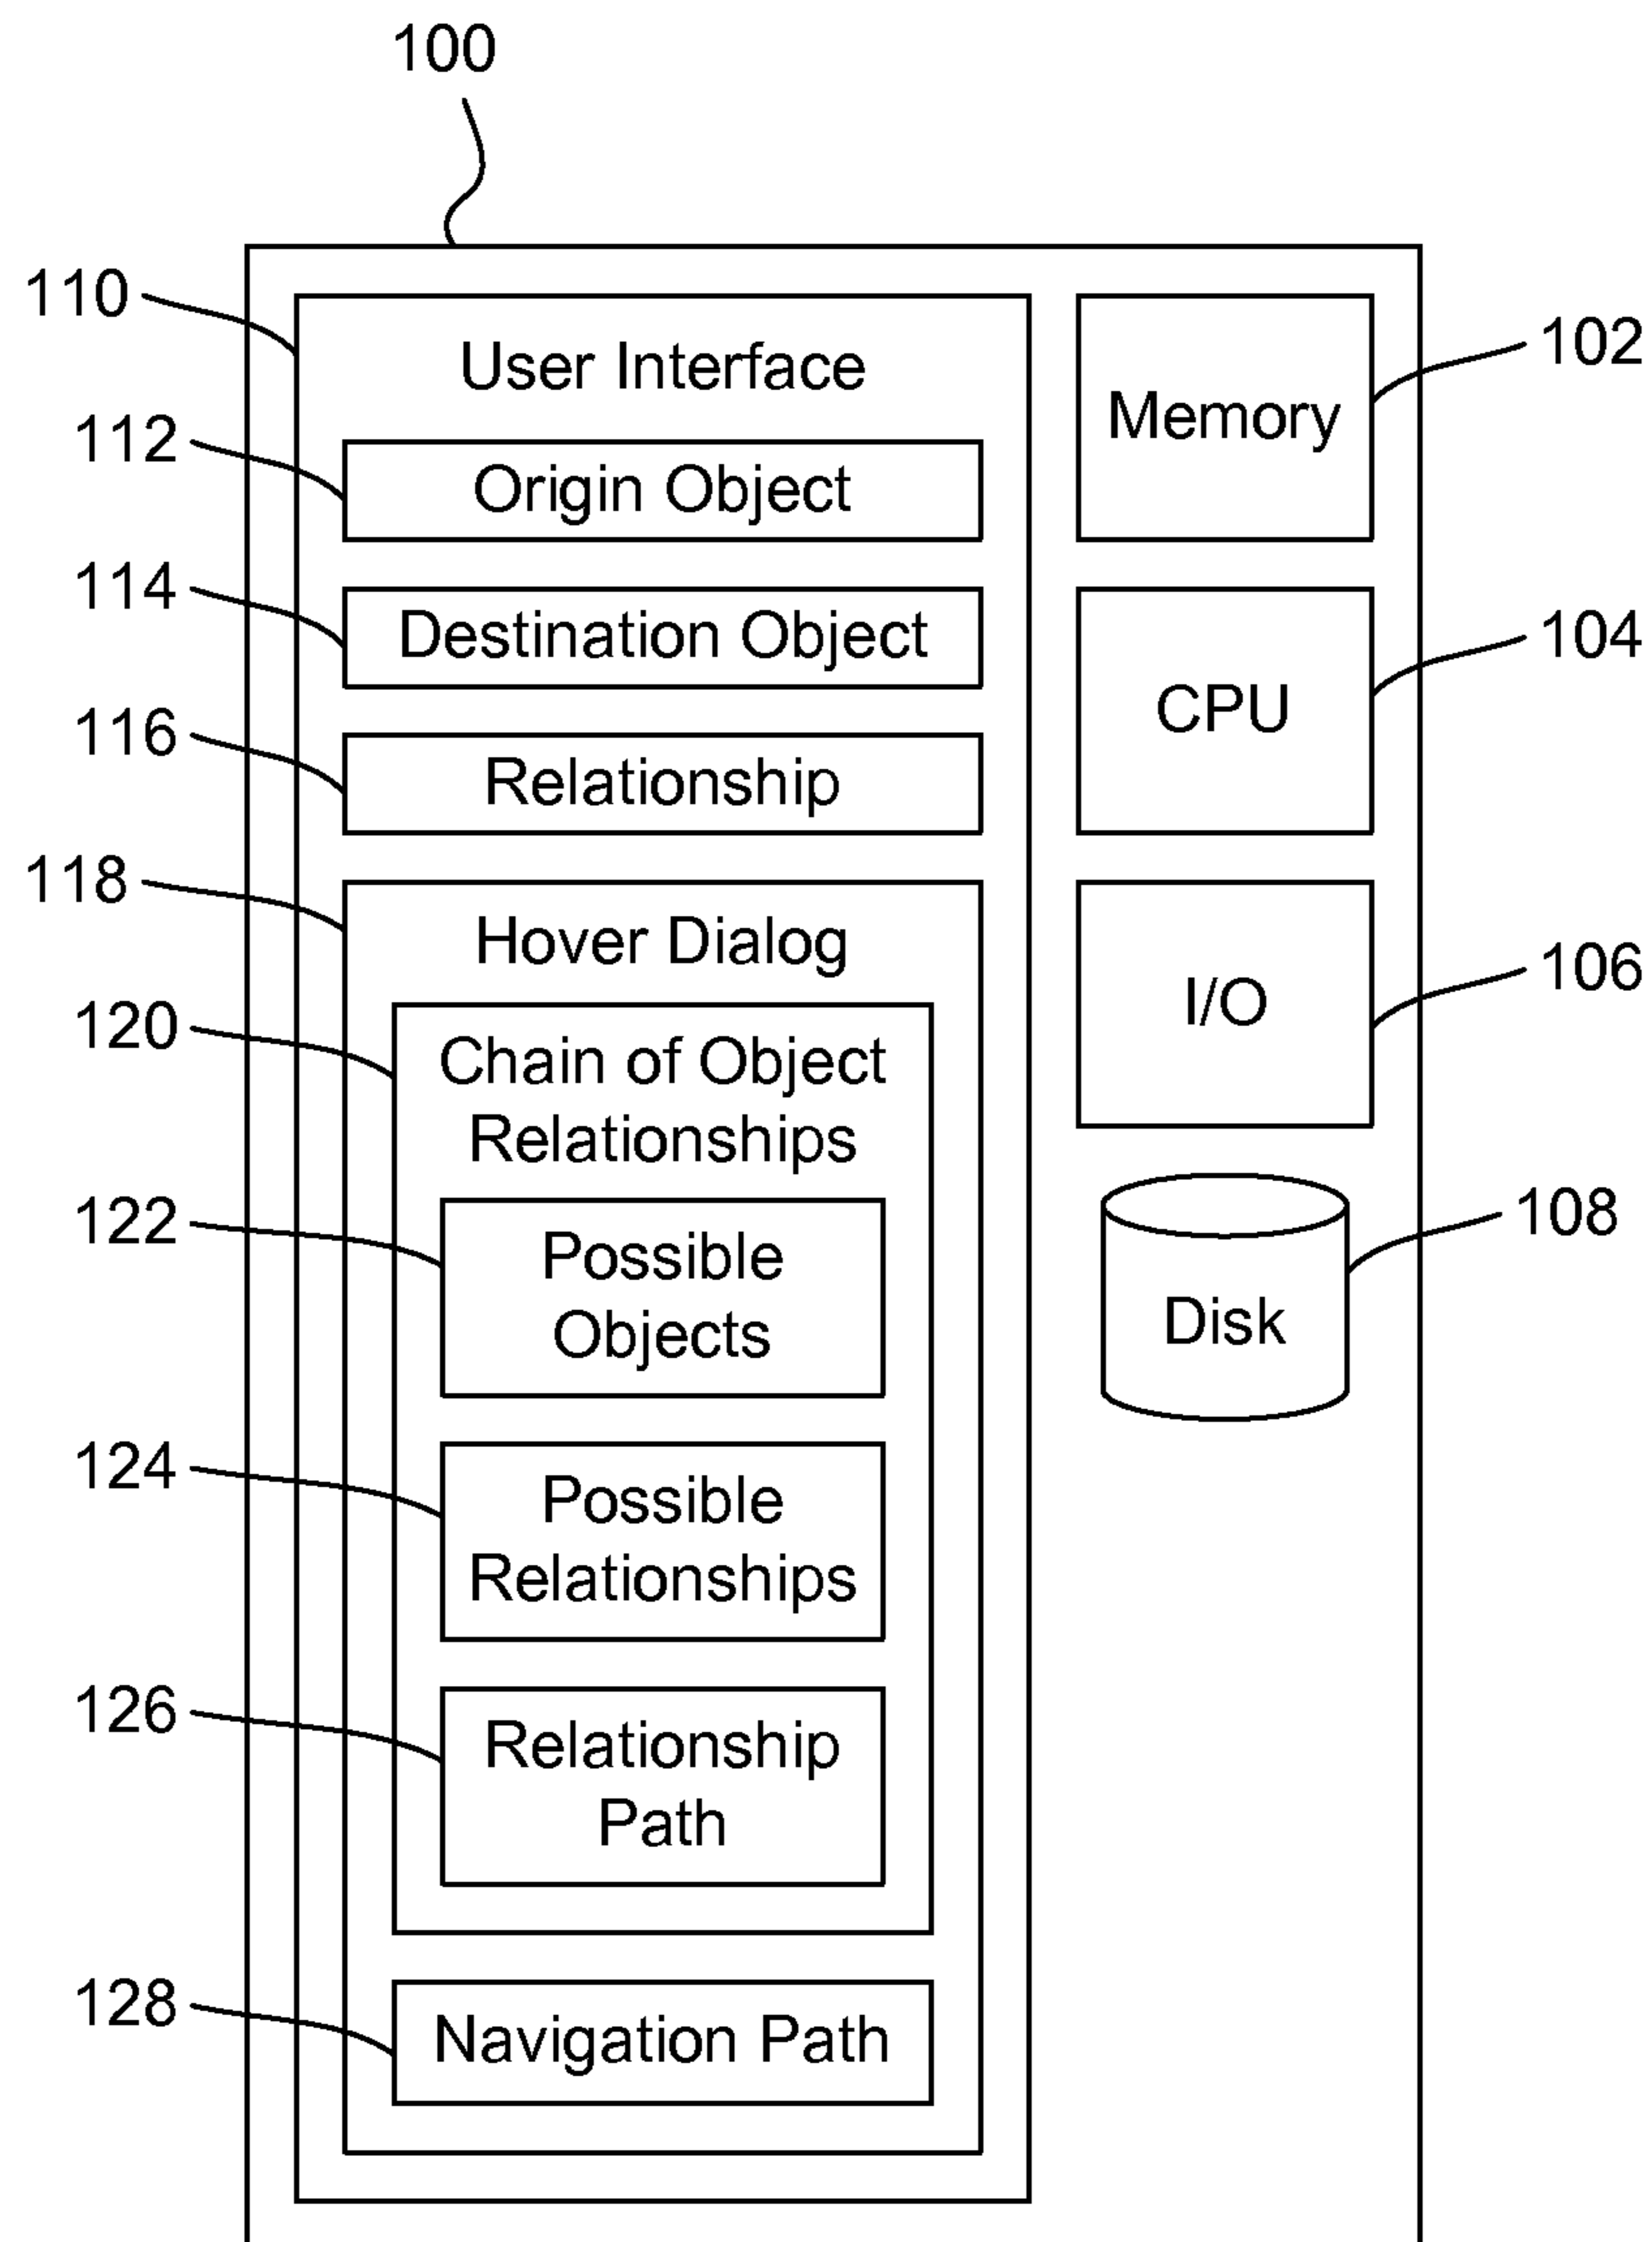 100
110
User Interface
102
Memory
112
Origin Object
114
Destination Object
104
CPU
116
Relationship
118
Hover Dialog
106
I/O
120
Chain of Object
Relationships
122
Possible
Objects
108
Disk
124
Possible
Relationships
126
Relationship
Path
128
Navigation Path